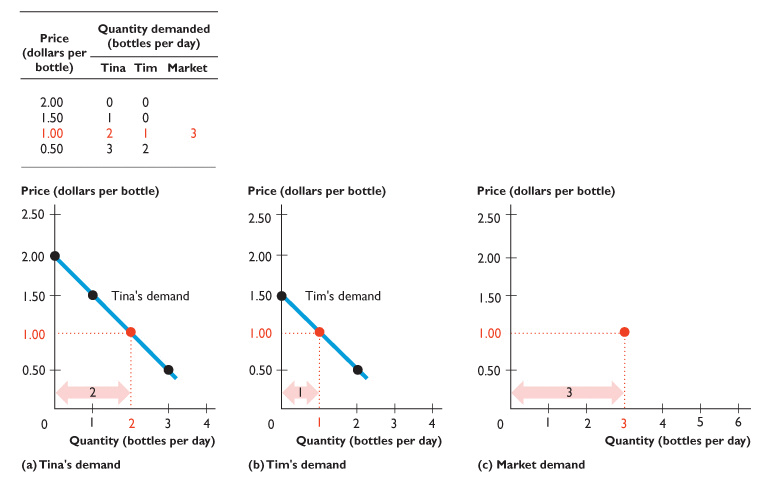 Quantity demanded
(bottles per day)
Price
(dollars per
bottle)
Tina Tim Market
2.00 0 0
1.50 1 0
1.00 2 1 3
0.50 3 2
Price (dollars per bottle)
2.50
2.00
1.50
1.00
0.50
0
Tina's demand
2
1 2 3 4
Quantity (bottles per day)
(a) Tina's demand
Price (dollars per bottle)
2.50
2.00
1.50
1.00
0.50
0
Tim's demand
1
1 2 3 4
Quantity (bottles per day)
(b) Tim's demand
Price (dollars per bottle)
2.50
2.00
1.50
1.00
0.50
0
3
1 2 3 4 5 6
Quantity (bottles per day)
(c) Market demand